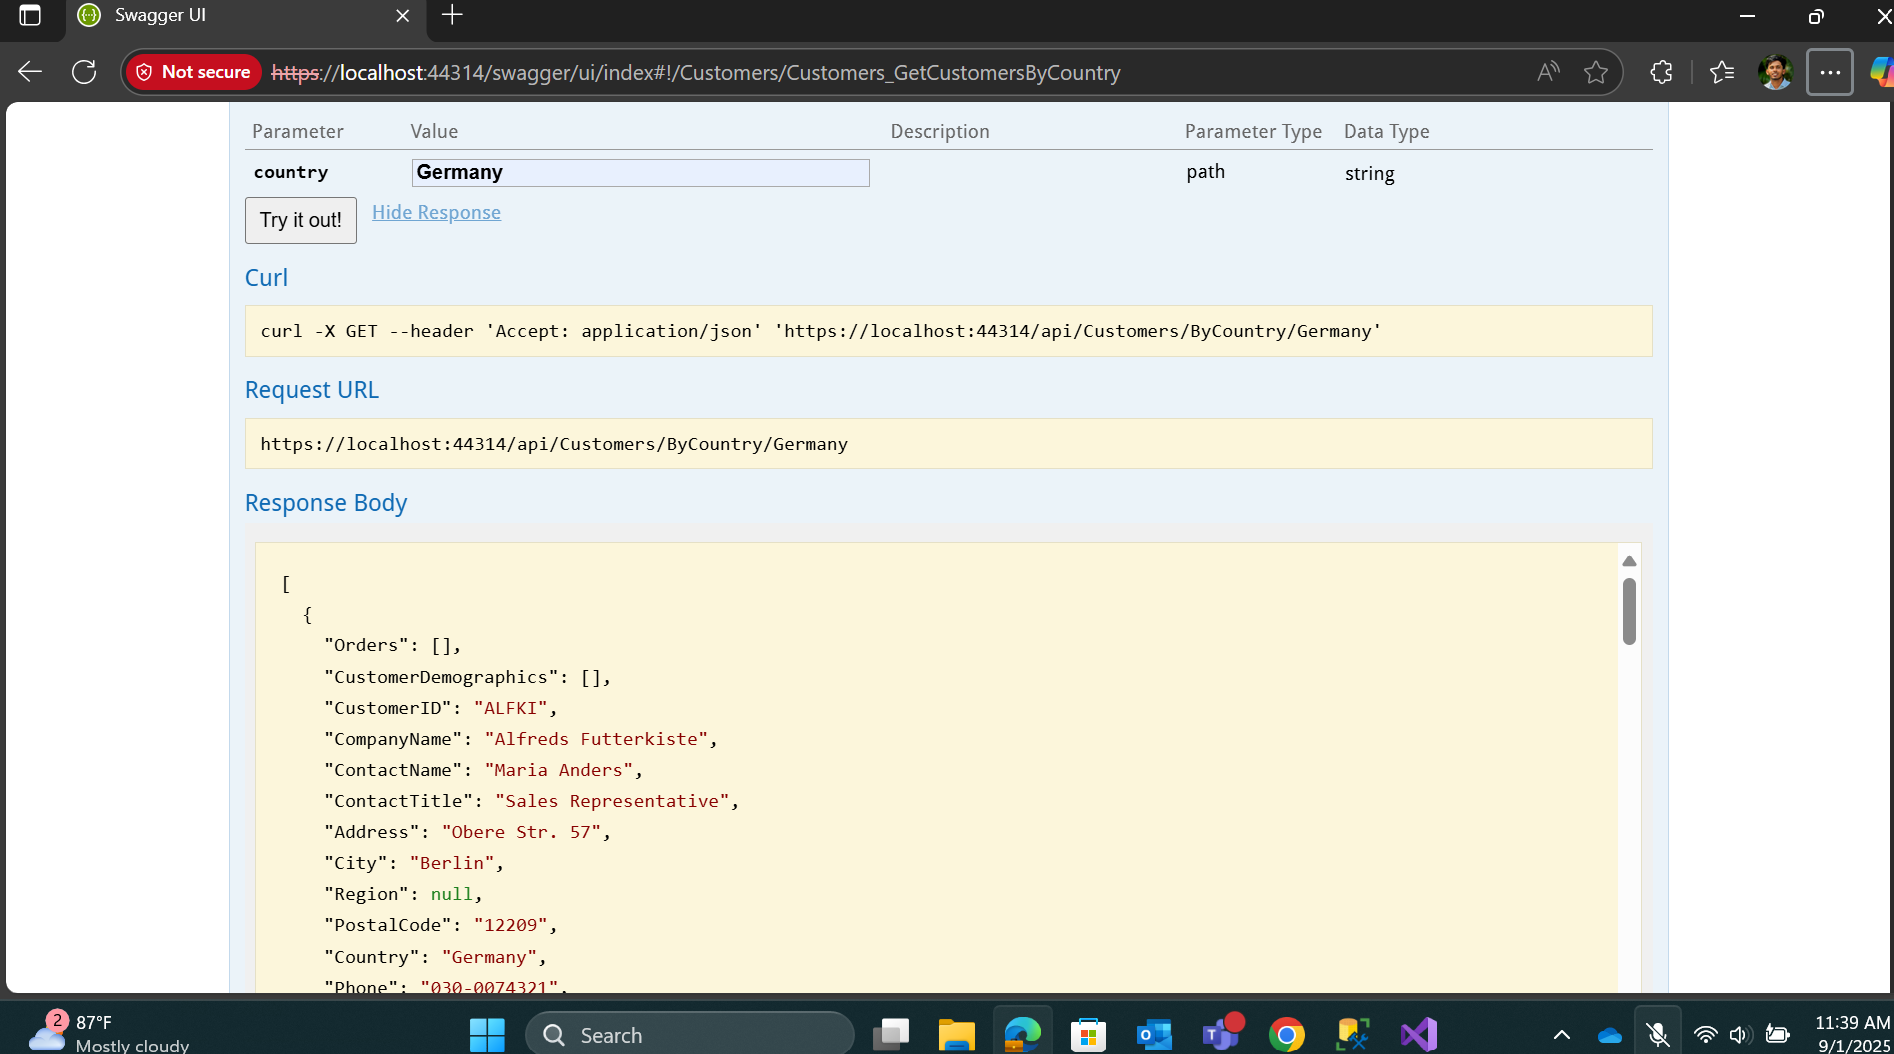 Swagger UI
Not secure https://localhost:44314/swagger/ui/index#!/Customers/Customers_GetCustomersByCountry
Parameter Value Description Parameter Type Data Type
country Germany path string
Try it out! Hide Response
Curl
curl -X GET --header 'Accept: application/json' 'https://localhost:44314/api/Customers/ByCountry/Germany'
Request URL
https://localhost:44314/api/Customers/ByCountry/Germany
Response Body
[
{
"Orders": [],
"CustomerDemographics": [],
"CustomerID": "ALFKI",
"CompanyName": "Alfreds Futterkiste",
"ContactName": "Maria Anders",
"ContactTitle": "Sales Representative",
"Address": "Obere Str. 57",
"City": "Berlin",
"Region": null,
"PostalCode": "12209",
"Country": "Germany",
"Phone": "030-0074321",
2 87°F
Mostly cloudy
Search
11:39 AM
9/1/2025